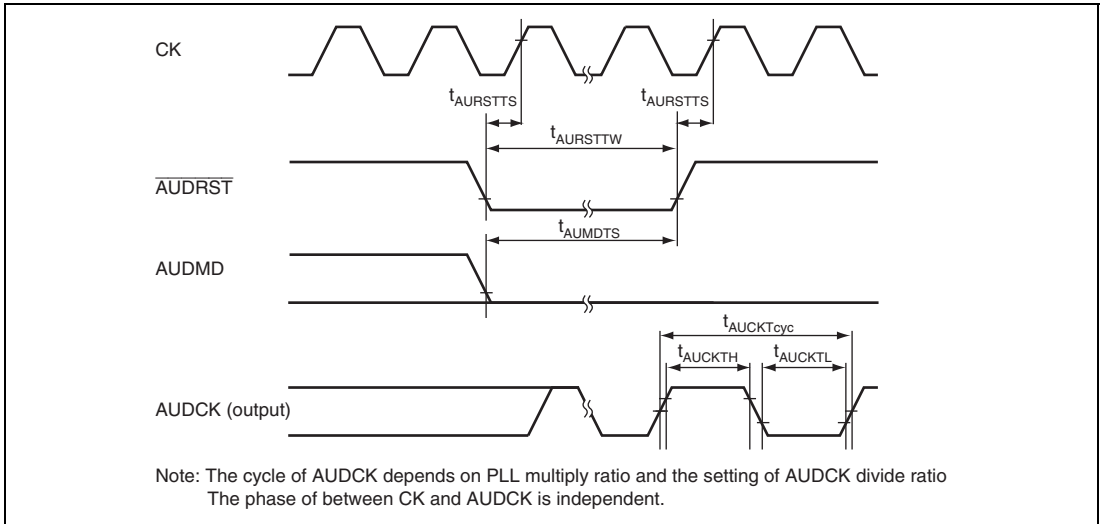 CK
tAURSTTS tAURSTTS
tAURSTTW
AUDRST
tAUMDTS
AUDMD
tAUCKTcyc
tAUCKTH tAUCKTL
AUDCK (output)
Note: The cycle of AUDCK depends on PLL multiply ratio and the setting of AUDCK divide ratio
The phase of between CK and AUDCK is independent.